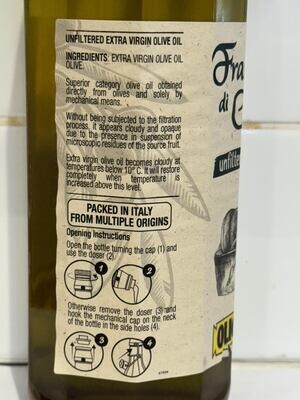 UNFILTERED EXTRA VIRGIN OLIVE OIL
INGREDIENTS: EXTRA VIRGIN OLIVE OIL
OLIVE.
Superior category olive oil obtained
directly from olives and solely by
mechanical means.
Without being subjected to the filtration
process, it appears cloudy and opaque
due to the presence in suspension of
microscopic residues of the source fruit.
Extra virgin olive oil becomes cloudy at
temperatures below 10° C. It will restore
completely when temperature is
increased above this level.
PACKED IN ITALY
FROM MULTIPLE ORIGINS
Opening Instructions
Open the bottle turning the cap (1) and
use the doser (2).
1
2
Otherwise remove the doser (3) and
hook the mechanical cap on the neck
of the bottle in the side holes (4).
3
4
di